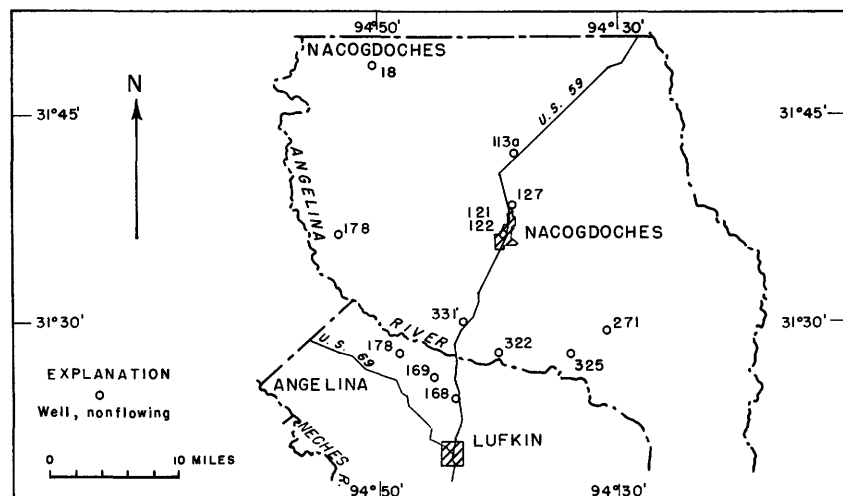 94°50'
94°30'
NACOGDOCHES
18
N
31°45'
31°45'
U.S. 59
113a
ANGELINA
127
121
122
NACOGDOCHES
178
31°30'
331'
RIVER
271
31°30'
U.S. 69
178
322
325
EXPLANATION
169
Well, nonflowing
ANGELINA
168
NECHES R.
LUFKIN
0 10 MILES
94°50'
94°30'